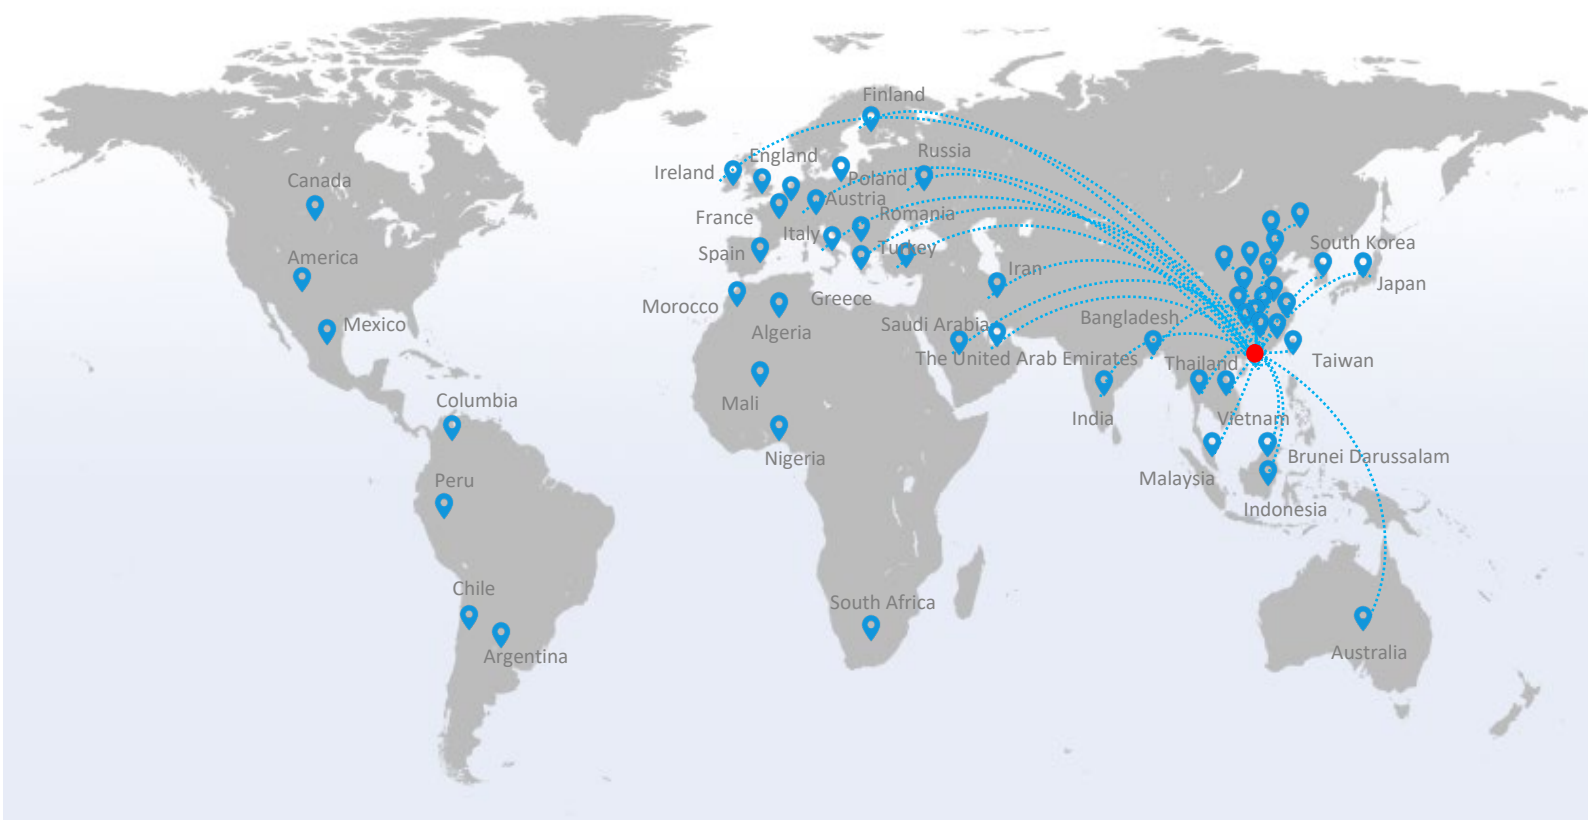 Finland
England
Russia
Ireland
Poland
Canada
Austria
France
Romania
Italy
South Korea
Spain
Turkey
America
Iran
Japan
Greece
Morocco
Algeria
Mexico
Saudi Arabia
Bangladesh
The United Arab Emirates
Thailand
Taiwan
Columbia
Mali
India
Vietnam
Nigeria
Brunei Darussalam
Peru
Malaysia
Indonesia
Chile
South Africa
Argentina
Australia